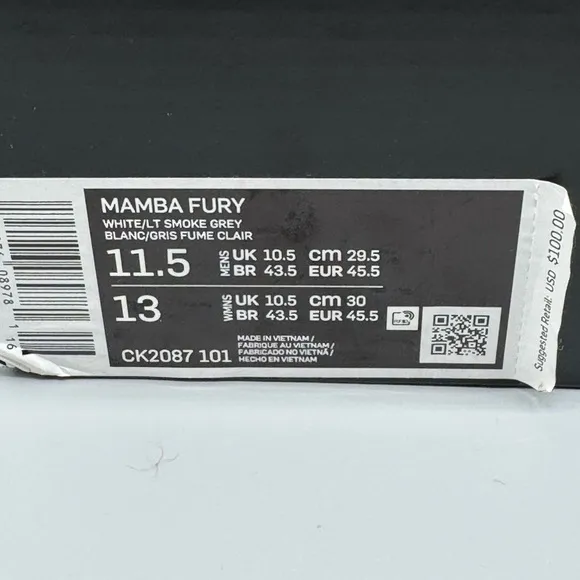 MAMBA FURY
WHITE/LT SMOKE GREY
BLANC/GRIS FUME CLAIR
11.5 MENS UK 10.5 CM 29.5
BR 43.5 EUR 45.5
13 WMNS UK 10.5 CM 30
BR 43.5 EUR 45.5
CK2087 101
MADE IN VIETNAM /
FABRIQUE AU VIETNAM /
FABRICADO NO VIETNÃ /
HECHO EN VIETNAM
Suggested Retail: USD $100.00
08978